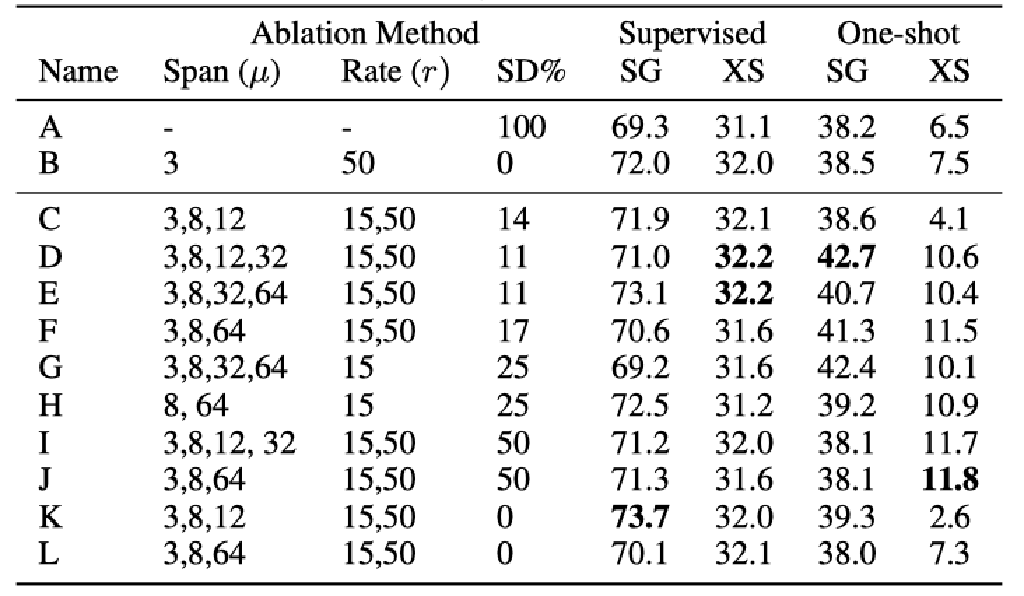 Ablation Method Supervised One-shot
Name Span (μ) Rate (r) SD% SG XS SG XS
A - - 100 69.3 31.1 38.2 6.5
B 3 50 0 72.0 32.0 38.5 7.5
C 3,8,12 15,50 14 71.9 32.1 38.6 4.1
D 3,8,12,32 15,50 11 71.0 32.2 42.7 10.6
E 3,8,32,64 15,50 11 73.1 32.2 40.7 10.4
F 3,8,64 15,50 17 70.6 31.6 41.3 11.5
G 3,8,32,64 15 25 69.2 31.6 42.4 10.1
H 8, 64 15 25 72.5 31.2 39.2 10.9
I 3,8,12, 32 15,50 50 71.2 32.0 38.1 11.7
J 3,8,64 15,50 50 71.3 31.6 38.1 11.8
K 3,8,12 15,50 0 73.7 32.0 39.3 2.6
L 3,8,64 15,50 0 70.1 32.1 38.0 7.3